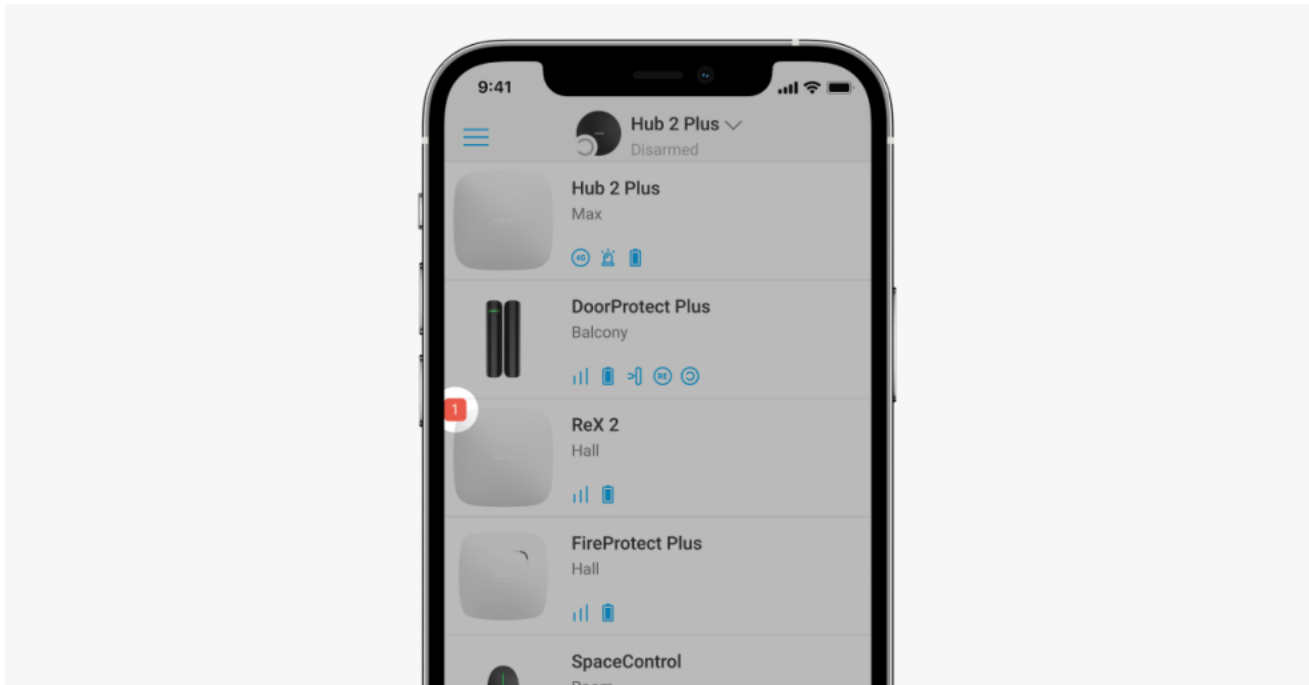 9:41
Hub 2 Plus
Disarmed
Hub 2 Plus
Max
4G
DoorProtect Plus
Balcony
RE
1
ReX 2
Hall
FireProtect Plus
Hall
SpaceControl